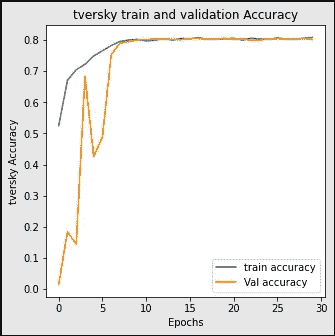 tversky train and validation Accuracy
0.8
0.7
0.6
0.5
0.4
0.3
0.2
0.1
0.0
tversky Accuracy
train accuracy
Val accuracy
0 5 10 15 20 25 30
Epochs